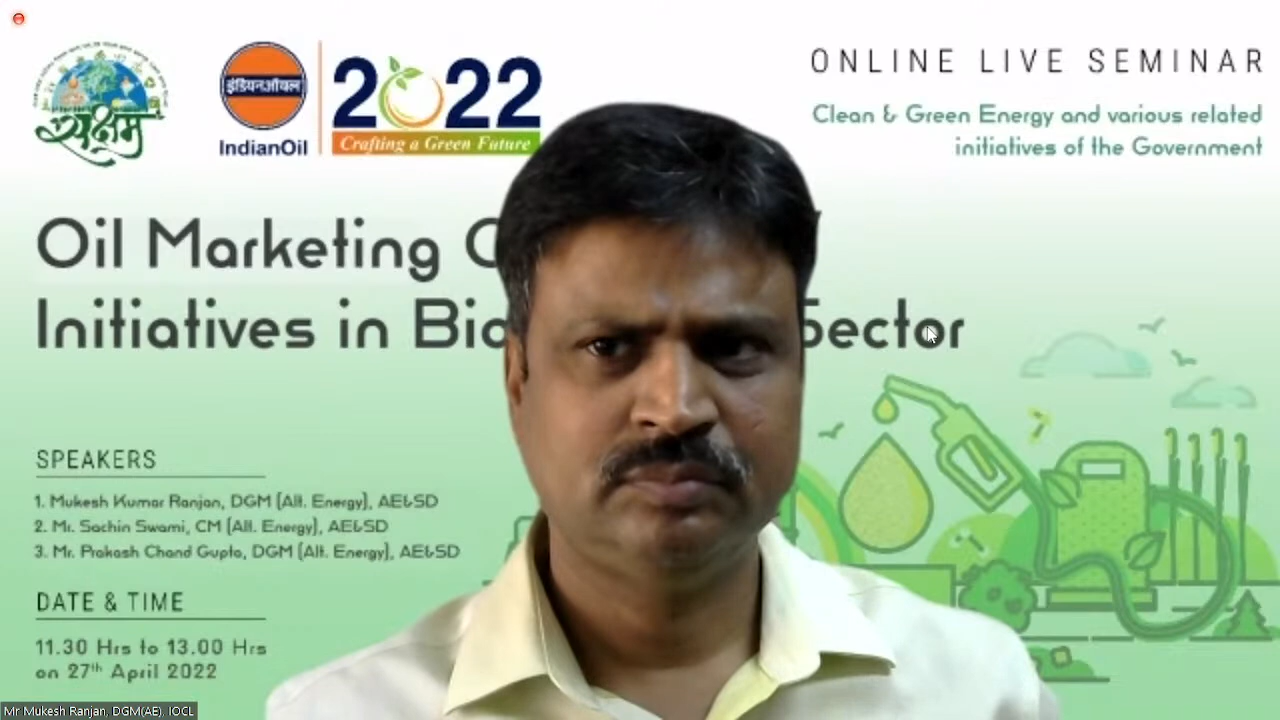 सक्षम
इंडियनऑयल
IndianOil
2022
Crafting a Green Future
ONLINE LIVE SEMINAR
Clean & Green Energy and various related
initiatives of the Government
Oil Marketing
Initiatives in Sector
SPEAKERS
1. Mukesh Kumar Ranjan, DGM (Alt. Energy), AE&SD
2. Mr. Sachin Swami, CM (Alt. Energy), AE&SD
3. Mr. Prakash Chand Gupta, DGM (Alt. Energy), AE&SD
DATE & TIME
11.30 Hrs to 13.00 Hrs
on 27th April 2022
Mr Mukesh Ranjan, DGM(AE), IOCL